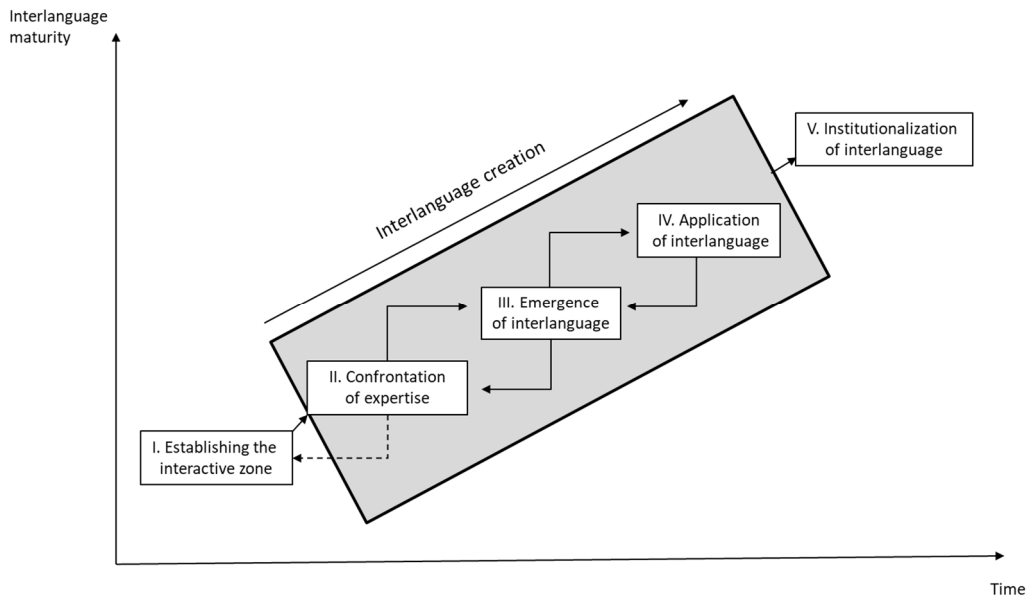 Interlanguage
maturity
V. Institutionalization
of interlanguage
Interlanguage creation
IV. Application
of interlanguage
III. Emergence
of interlanguage
II. Confrontation
of expertise
I. Establishing the
interactive zone
Time